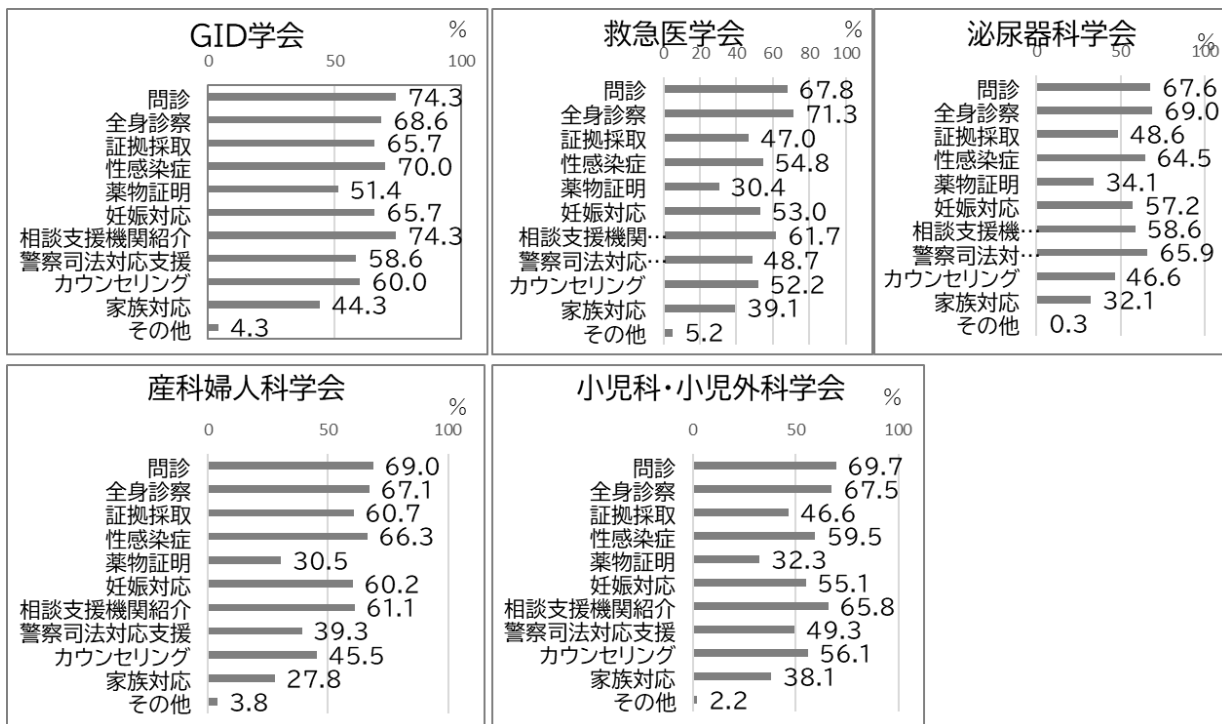 GID学会
%
0 50 100
問診 74.3
全身診察 68.6
証拠採取 65.7
性感染症 70.0
薬物証明 51.4
妊娠対応 65.7
相談支援機関紹介 74.3
警察司法対応支援 58.6
カウンセリング 60.0
家族対応 44.3
その他 4.3
救急医学会
%
0 20 40 60 80 100
問診 67.8
全身診察 71.3
証拠採取 47.0
性感染症 54.8
薬物証明 30.4
妊娠対応 53.0
相談支援機関… 61.7
警察司法対応… 48.7
カウンセリング 52.2
家族対応 39.1
その他 5.2
泌尿器科学会
%
0 50 100
問診 67.6
全身診察 69.0
証拠採取 48.6
性感染症 64.5
薬物証明 34.1
妊娠対応 57.2
相談支援機… 58.6
警察司法対… 65.9
カウンセリング 46.6
家族対応 32.1
その他 0.3
産科婦人科学会
%
0 50 100
問診 69.0
全身診察 67.1
証拠採取 60.7
性感染症 66.3
薬物証明 30.5
妊娠対応 60.2
相談支援機関紹介 61.1
警察司法対応支援 39.3
カウンセリング 45.5
家族対応 27.8
その他 3.8
小児科・小児外科学会
%
0 50 100
問診 69.7
全身診察 67.5
証拠採取 46.6
性感染症 59.5
薬物証明 32.3
妊娠対応 55.1
相談支援機関紹介 65.8
警察司法対応支援 49.3
カウンセリング 56.1
家族対応 38.1
その他 2.2